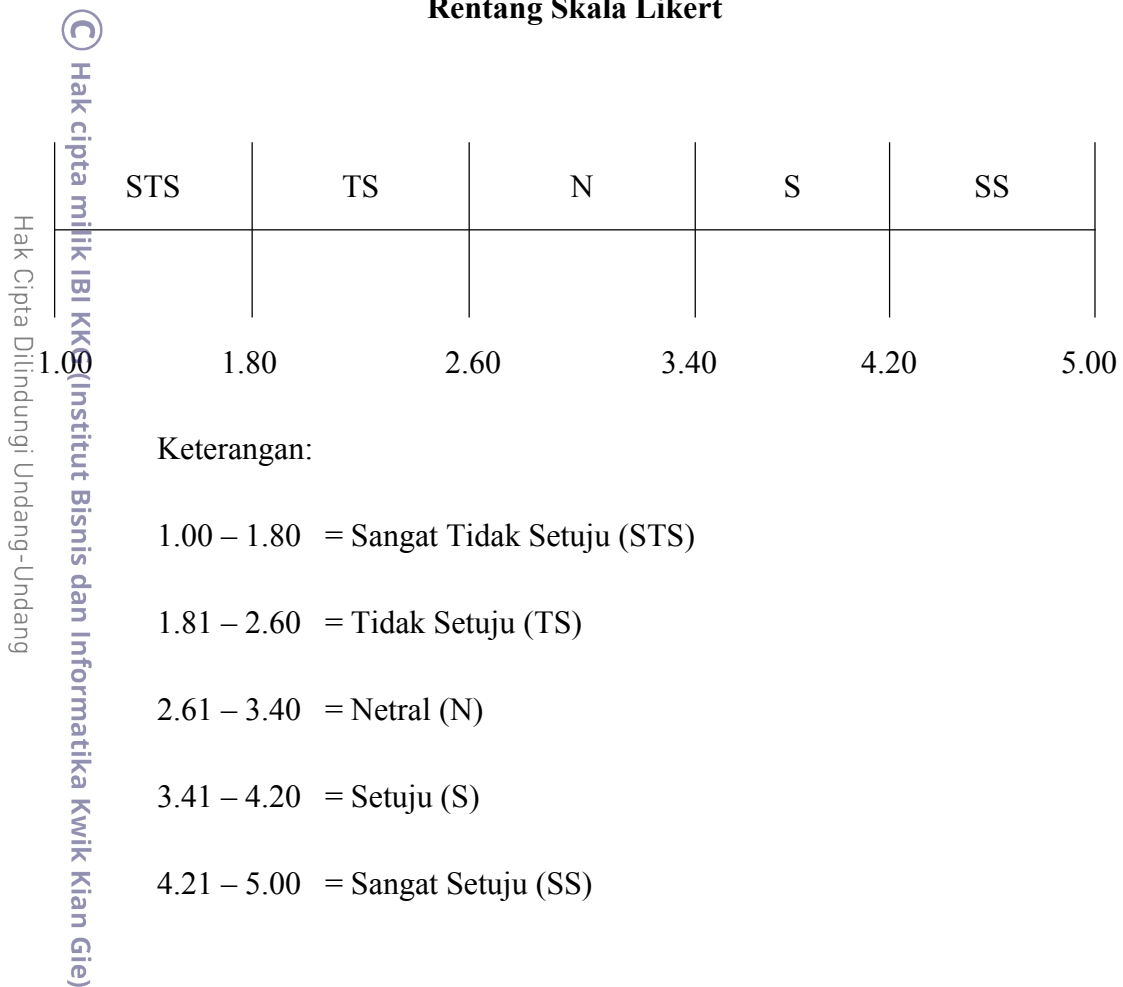 Rentang Skala Likert
STS TS N S SS
1.00 1.80 2.60 3.40 4.20 5.00
Keterangan:
1.00 – 1.80 = Sangat Tidak Setuju (STS)
1.81 – 2.60 = Tidak Setuju (TS)
2.61 – 3.40 = Netral (N)
3.41 – 4.20 = Setuju (S)
4.21 – 5.00 = Sangat Setuju (SS)
© Hak cipta milik IBI KKG (Institut Bisnis dan Informatika Kwik Kian Gie)
Hak Cipta Dilindungi Undang-Undang